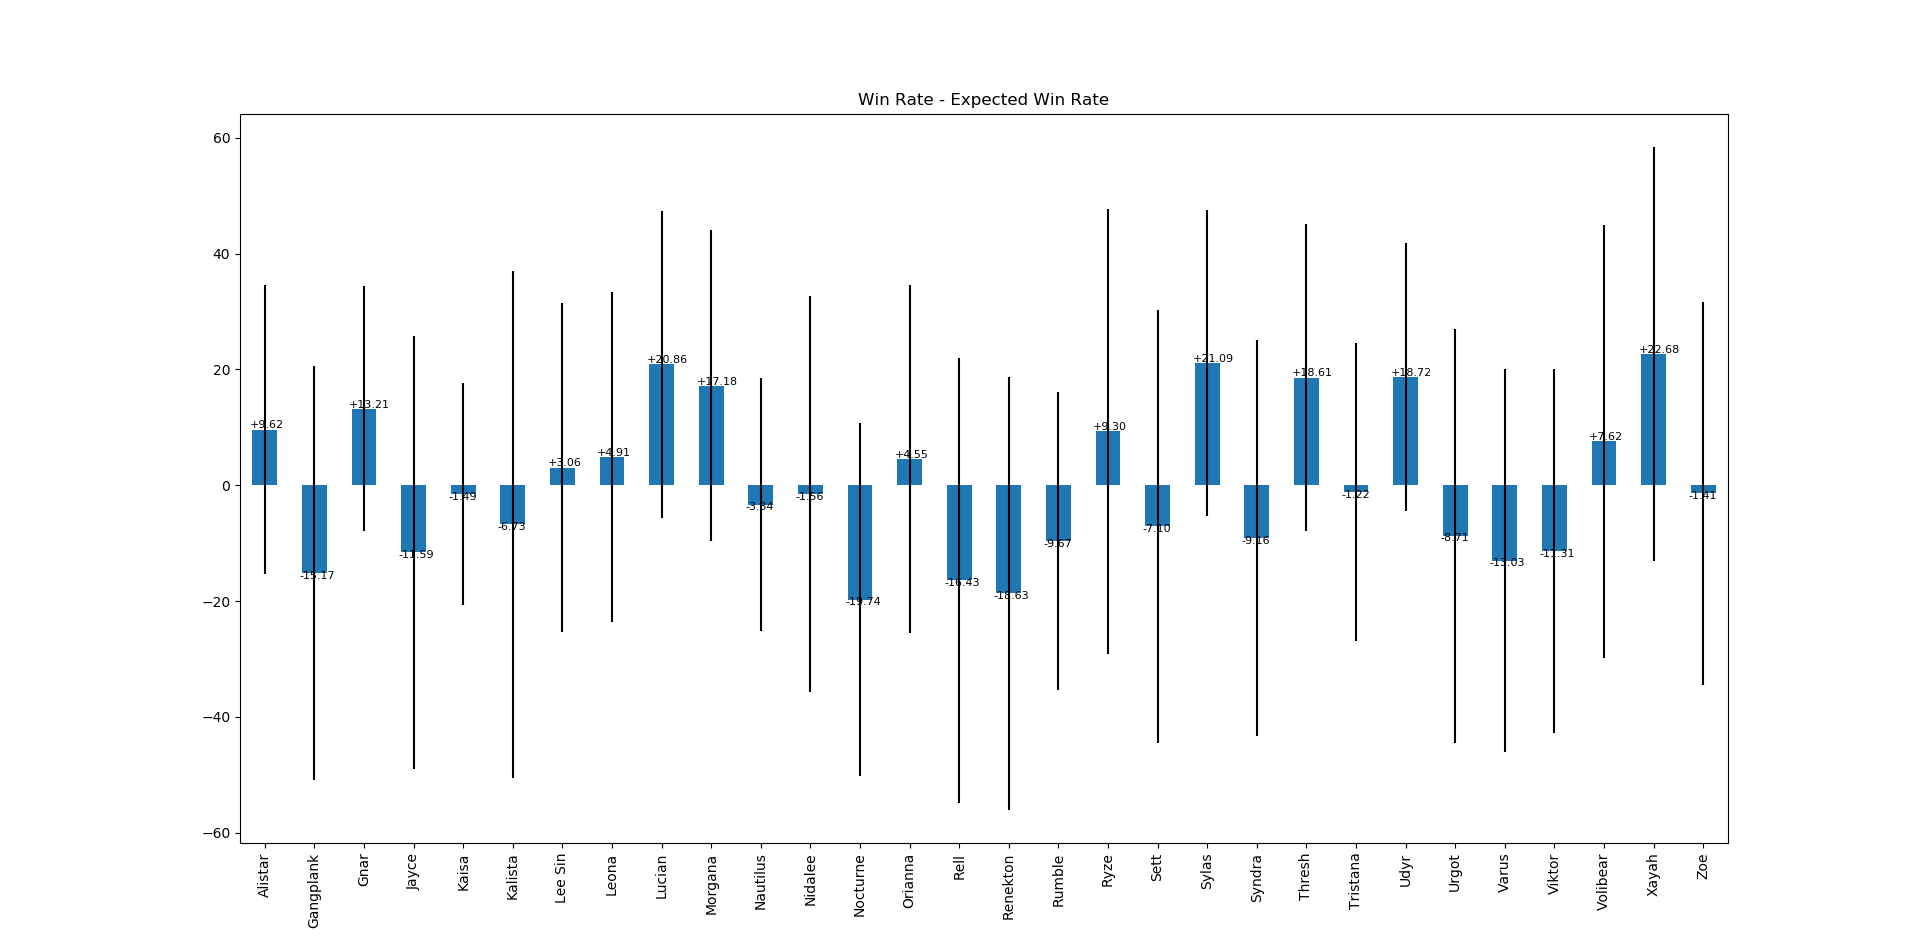 Win Rate - Expected Win Rate
60
40
20
0
−20
−40
−60
+9.62
-15.17
+13.21
-11.59
-1.49
-6.73
+3.06
+4.91
+20.86
+17.18
-3.34
-1.56
-19.74
+4.55
-16.43
-18.63
-9.67
+9.30
-7.10
+21.09
-9.16
+18.61
-1.22
+18.72
-8.71
-13.03
-11.31
+7.62
+22.68
-1.41
Alistar
Gangplank
Gnar
Jayce
Kaisa
Kalista
Lee Sin
Leona
Lucian
Morgana
Nautilus
Nidalee
Nocturne
Orianna
Rell
Renekton
Rumble
Ryze
Sett
Sylas
Syndra
Thresh
Tristana
Udyr
Urgot
Varus
Viktor
Volibear
Xayah
Zoe